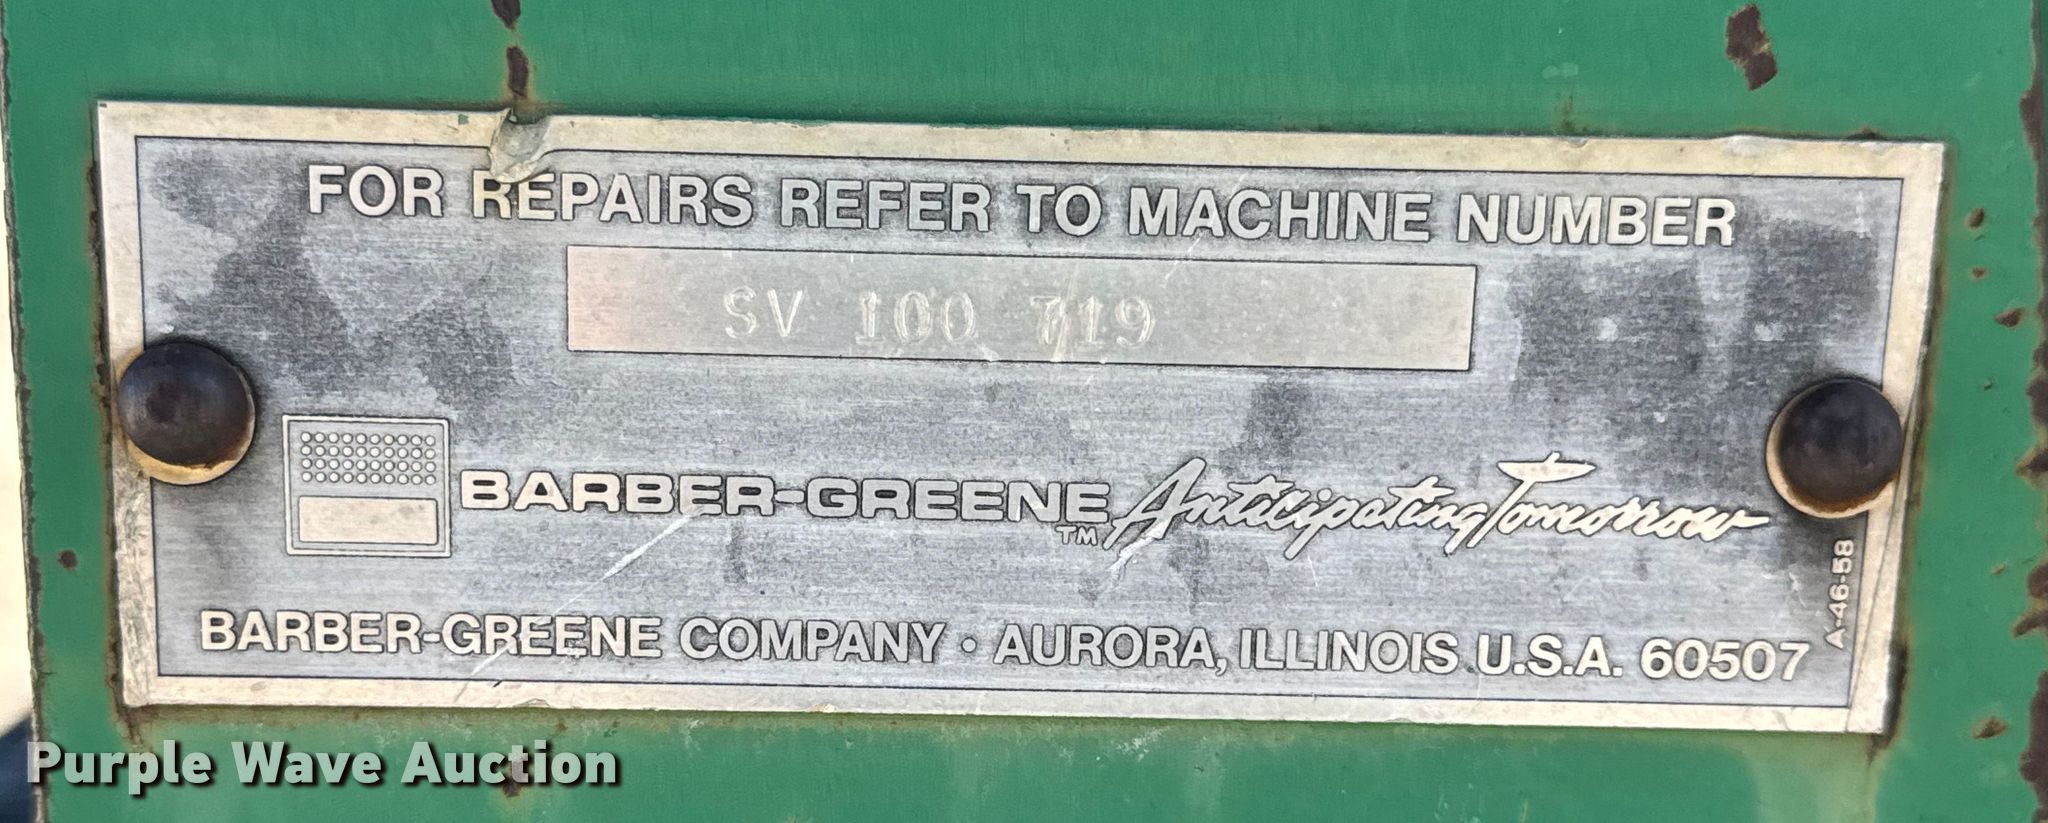 FOR REPAIRS REFER TO MACHINE NUMBER
SV 100 719
BARBER-GREENE™ Anticipating Tomorrow
A-46-58
BARBER-GREENE COMPANY • AURORA, ILLINOIS U.S.A. 60507
Purple Wave Auction